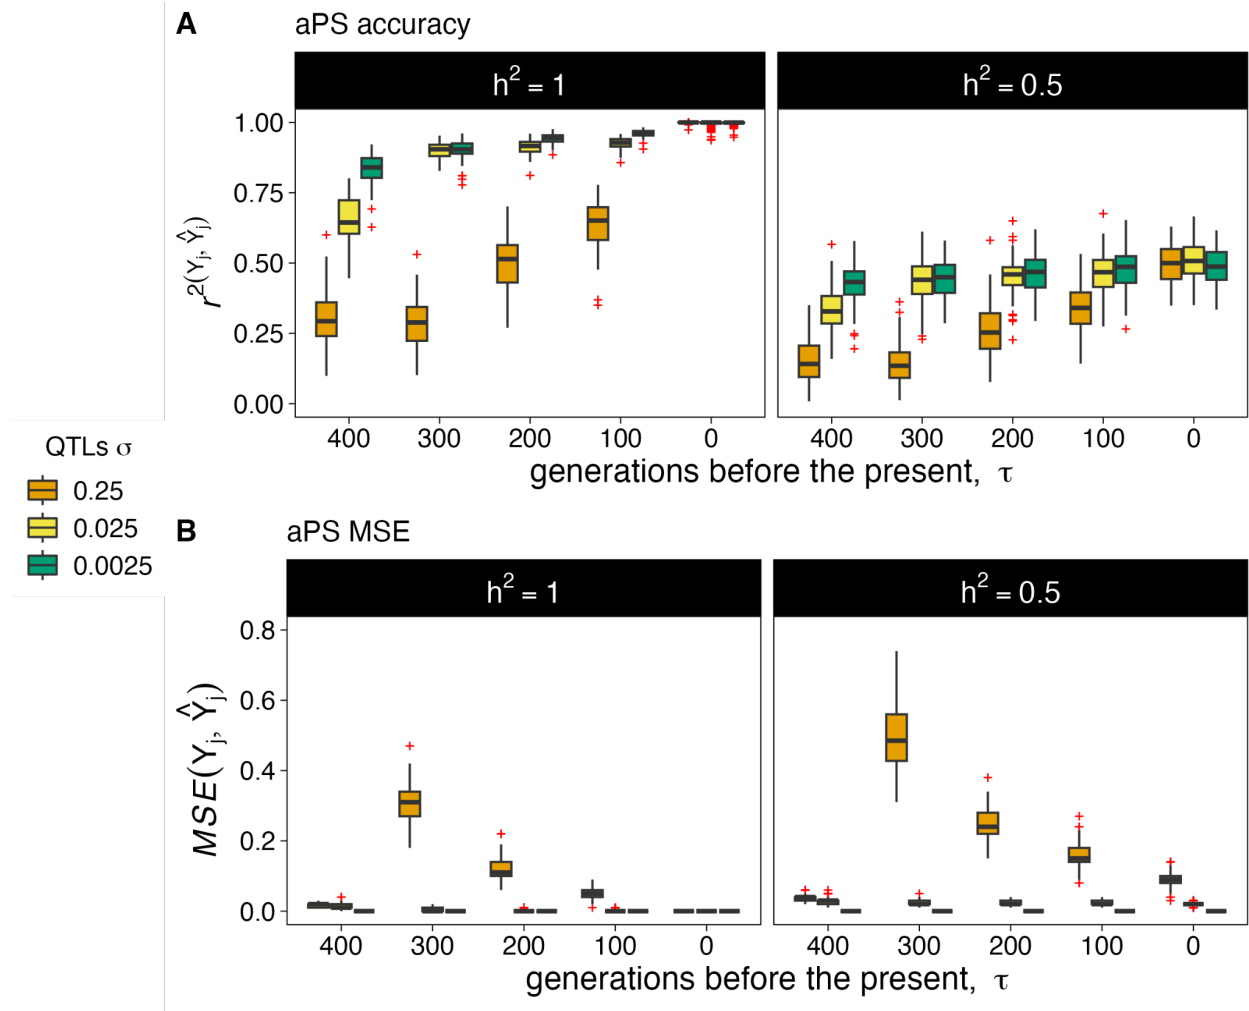 A aPS accuracy
h² = 1
h² = 0.5
r²(Yⱼ, Ŷⱼ)
1.00
0.75
0.50
0.25
0.00
400 300 200 100 0
400 300 200 100 0
generations before the present, τ
QTLs σ
0.25
0.025
0.0025
B aPS MSE
h² = 1
h² = 0.5
MSE(Yⱼ, Ŷⱼ)
0.8
0.6
0.4
0.2
0.0
400 300 200 100 0
400 300 200 100 0
generations before the present, τ